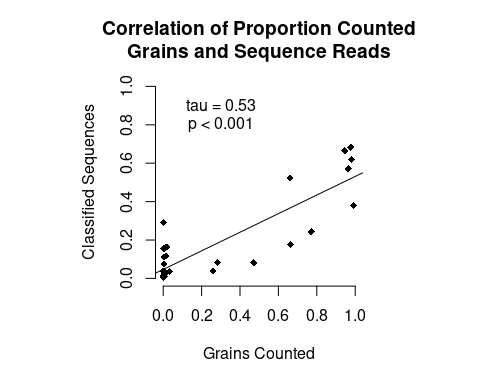 Correlation of Proportion Counted
Grains and Sequence Reads
tau = 0.53
p < 0.001
Classified Sequences
1.0
0.8
0.6
0.4
0.2
0.0
0.0 0.2 0.4 0.6 0.8 1.0
Grains Counted